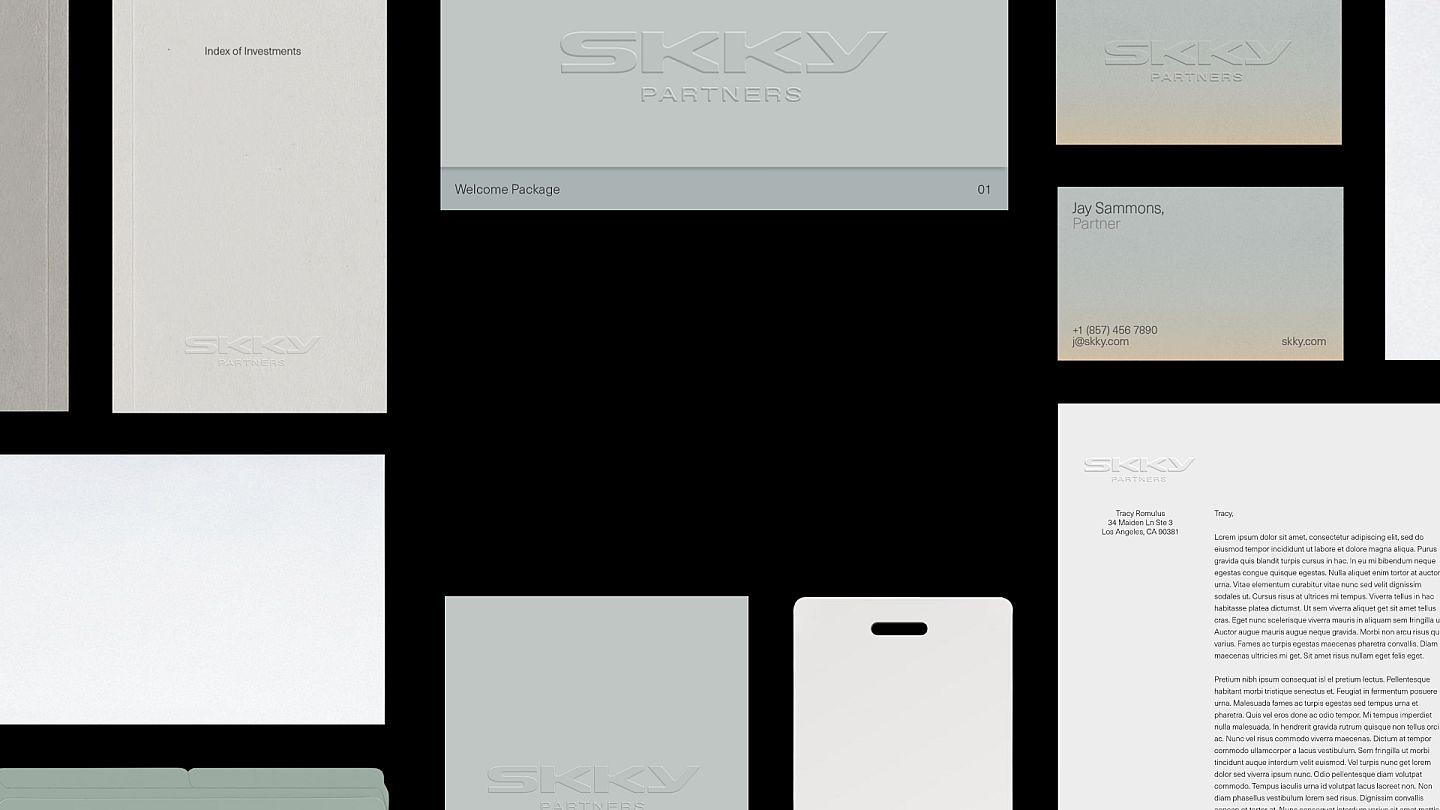 Index of Investments
SKKY
PARTNERS
SKKY
PARTNERS
Welcome Package
01
SKKY
PARTNERS
Jay Sammons,
Partner
+1 (857) 456 7890
j@skky.com
skky.com
SKKY
PARTNERS
SKKY
PARTNERS
Tracy Romulus
34 Maiden Ln Ste 3
Los Angeles, CA 90381
Tracy,
Lorem ipsum dolor sit amet, consectetur adipiscing elit, sed do
eiusmod tempor incididunt ut labore et dolore magna aliqua. Purus
gravida quis blandit turpis cursus in hac. In eu mi bibendum neque
egestas congue quisque egestas. Nulla aliquet enim tortor at auctor
urna. Vitae elementum curabitur vitae nunc sed velit dignissim
sodales ut. Cursus risus at ultrices mi tempus. Viverra tellus in hac
habitasse platea dictumst. Ut sem viverra aliquet get sit amet tellus
cras. Eget nunc scelerisque viverra mauris in aliquam sem fringilla u
Auctor augue mauris augue neque gravida. Morbi non arcu risus qu
varius. Fames ac turpis egestas maecenas pharetra convallis. Diam
maecenas ultricies mi get. Sit amet risus nullam eget felis eget.
Pretium nibh ipsum consequat isl el pretium lectus. Pellentesque
habitant morbi tristique senectus et. Feugiat in fermentum posuere
urna. Malesuada fames ac turpis egestas sed tempus urna et
pharetra. Quis vel eros done ac odio tempor. Mi tempus imperdiet
nulla malesuada. In hendrerit gravida rutrum quisque non tellus orci
ac. Nunc vel risus commodo viverra maecenas. Dictum at tempor
commodo ullamcorper a lacus vestibulum. Sem fringilla ut morbi
tincidunt auque interdum velit euismod. Vel turpis nunc get lorem
dolor sed viverra ipsum nunc. Odio pellentesque diam volutpat
commodo. Tempus iaculis urna id volutpat lacus laoreet non. Non
diam phasellus vestibulum lorem sed risus. Dignissim convallis